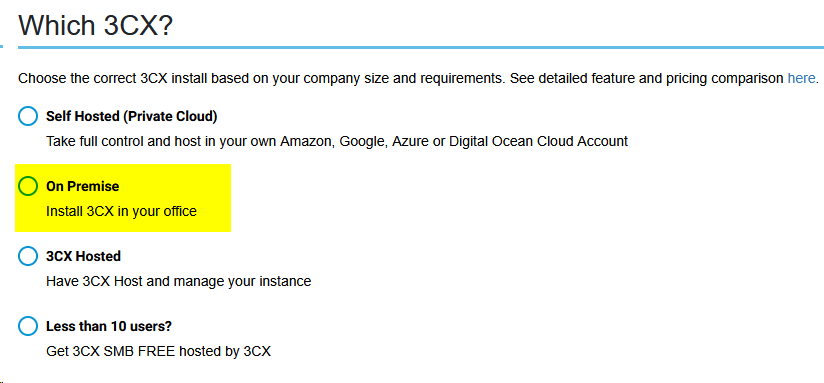 Which 3CX?
Choose the correct 3CX install based on your company size and requirements. See detailed feature and pricing comparison here.
Self Hosted (Private Cloud)
Take full control and host in your own Amazon, Google, Azure or Digital Ocean Cloud Account
On Premise
Install 3CX in your office
3CX Hosted
Have 3CX Host and manage your instance
Less than 10 users?
Get 3CX SMB FREE hosted by 3CX